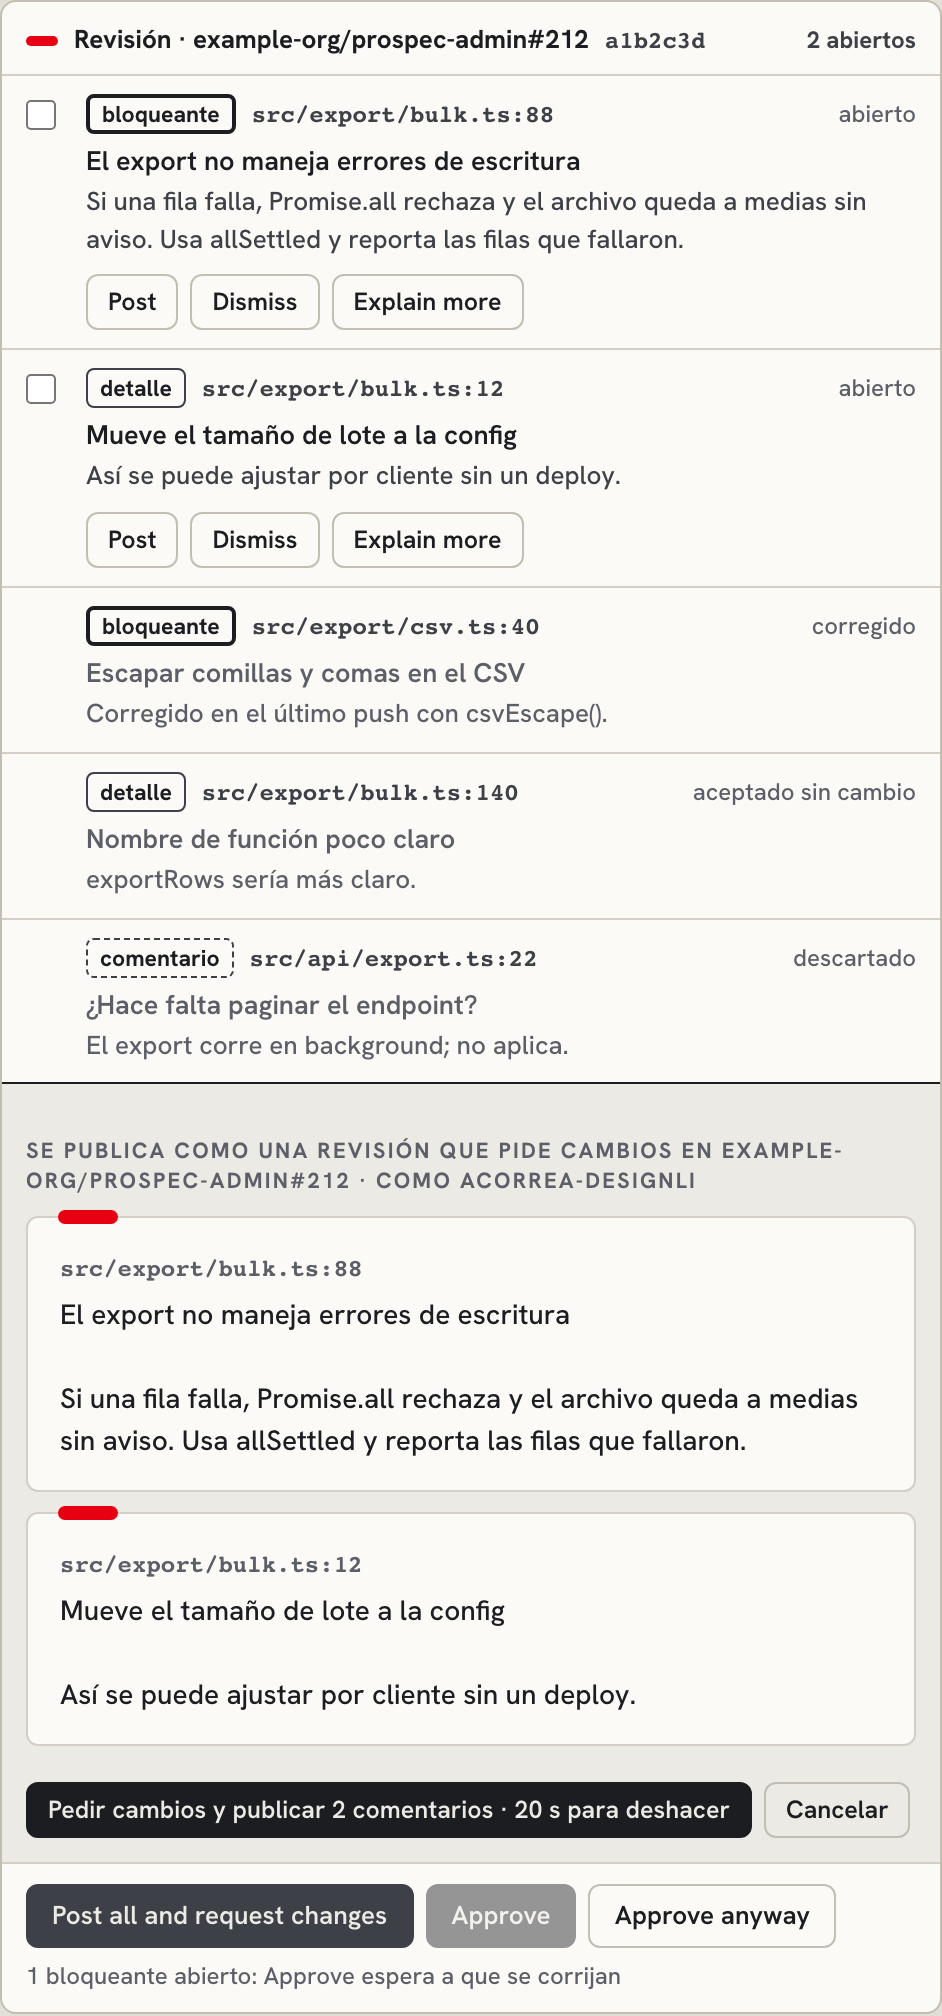 Revisión · example-org/prospec-admin#212 a1b2c3d 2 abiertos
bloqueante src/export/bulk.ts:88 abierto
El export no maneja errores de escritura
Si una fila falla, Promise.all rechaza y el archivo queda a medias sin
aviso. Usa allSettled y reporta las filas que fallaron.
Post Dismiss Explain more
detalle src/export/bulk.ts:12 abierto
Mueve el tamaño de lote a la config
Así se puede ajustar por cliente sin un deploy.
Post Dismiss Explain more
bloqueante src/export/csv.ts:40 corregido
Escapar comillas y comas en el CSV
Corregido en el último push con csvEscape().
detalle src/export/bulk.ts:140 aceptado sin cambio
Nombre de función poco claro
exportRows sería más claro.
comentario src/api/export.ts:22 descartado
¿Hace falta paginar el endpoint?
El export corre en background; no aplica.
SE PUBLICA COMO UNA REVISIÓN QUE PIDE CAMBIOS EN EXAMPLE-
ORG/PROSPEC-ADMIN#212 · COMO ACORREA-DESIGNLI
src/export/bulk.ts:88
El export no maneja errores de escritura
Si una fila falla, Promise.all rechaza y el archivo queda a medias
sin aviso. Usa allSettled y reporta las filas que fallaron.
src/export/bulk.ts:12
Mueve el tamaño de lote a la config
Así se puede ajustar por cliente sin un deploy.
Pedir cambios y publicar 2 comentarios · 20 s para deshacer Cancelar
Post all and request changes Approve Approve anyway
1 bloqueante abierto: Approve espera a que se corrijan